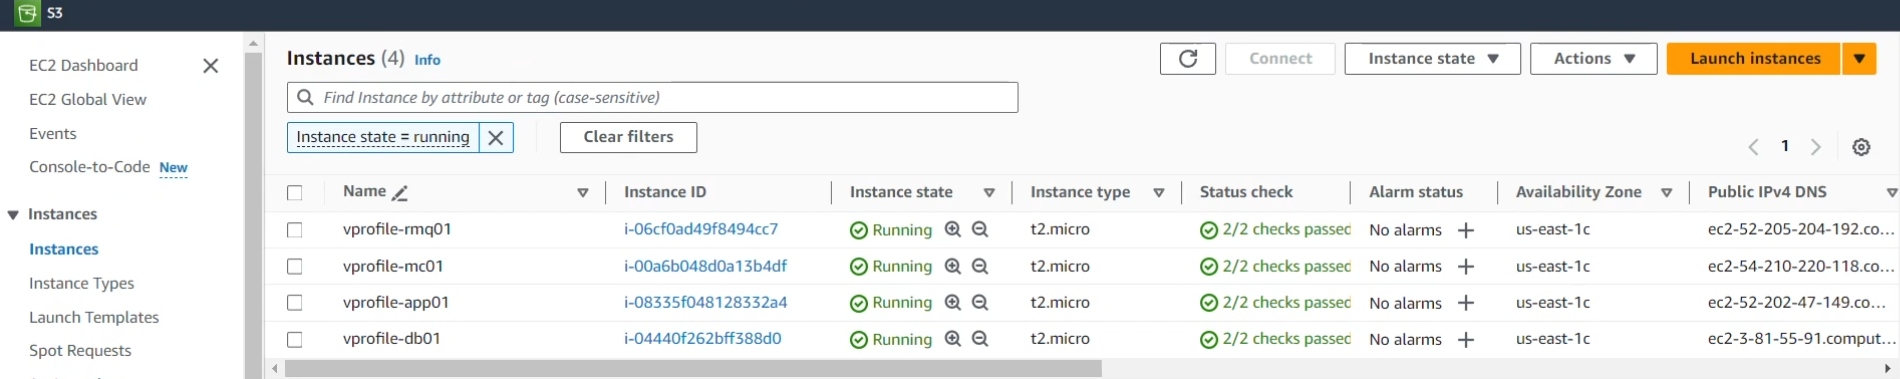 S3
EC2 Dashboard
EC2 Global View
Events
Console-to-Code New
Instances
Instances
Instance Types
Launch Templates
Spot Requests
Instances (4) Info
Connect
Instance state
Actions
Launch instances
Find Instance by attribute or tag (case-sensitive)
Instance state = running
Clear filters
1
Name Instance ID Instance state Instance type Status check Alarm status Availability Zone Public IPv4 DNS
vprofile-rmq01 i-06cf0ad49f8494cc7 Running t2.micro 2/2 checks passed No alarms + us-east-1c ec2-52-205-204-192.co...
vprofile-mc01 i-00a6b048d0a13b4df Running t2.micro 2/2 checks passed No alarms + us-east-1c ec2-54-210-220-118.co...
vprofile-app01 i-08335f048128332a4 Running t2.micro 2/2 checks passed No alarms + us-east-1c ec2-52-202-47-149.co...
vprofile-db01 i-04440f262bff388d0 Running t2.micro 2/2 checks passed No alarms + us-east-1c ec2-3-81-55-91.comput...